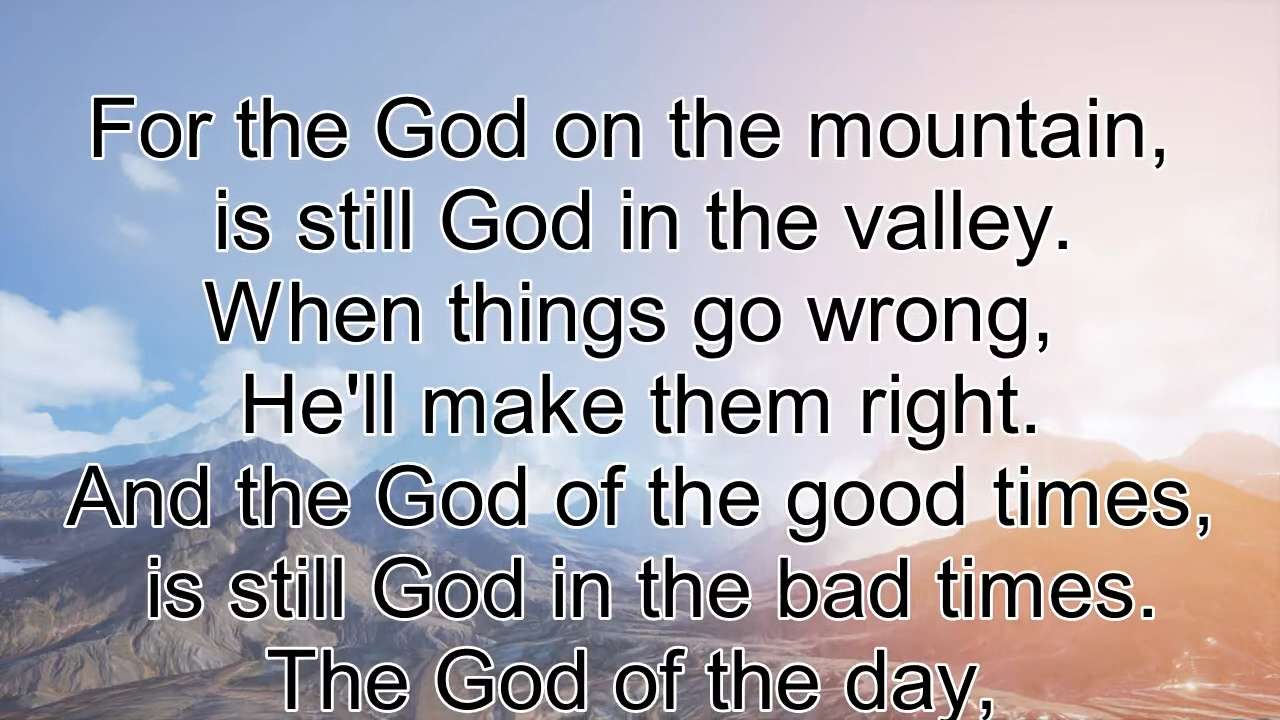 For the God on the mountain,
is still God in the valley.
When things go wrong,
He'll make them right.
And the God of the good times,
is still God in the bad times.
The God of the day,